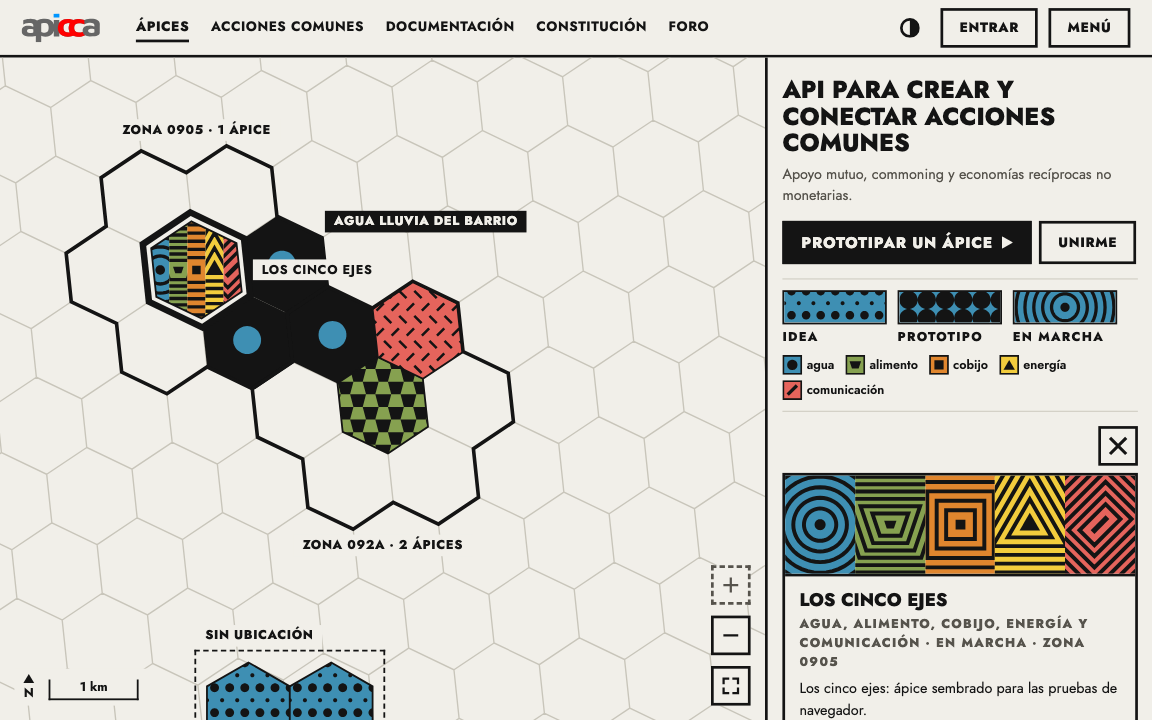 apicca
ÁPICES
ACCIONES COMUNES
DOCUMENTACIÓN
CONSTITUCIÓN
FORO
ENTRAR
MENÚ
ZONA 0905 · 1 ÁPICE
AGUA LLUVIA DEL BARRIO
LOS CINCO EJES
ZONA 092A · 2 ÁPICES
SIN UBICACIÓN
N
1 km
API PARA CREAR Y
CONECTAR ACCIONES
COMUNES
Apoyo mutuo, commoning y economías recíprocas no
monetarias.
PROTOTIPAR UN ÁPICE
UNIRME
IDEA
PROTOTIPO
EN MARCHA
agua
alimento
cobijo
energía
comunicación
LOS CINCO EJES
AGUA, ALIMENTO, COBIJO, ENERGÍA Y
COMUNICACIÓN · EN MARCHA · ZONA
0905
Los cinco ejes: ápice sembrado para las pruebas de
navegador.